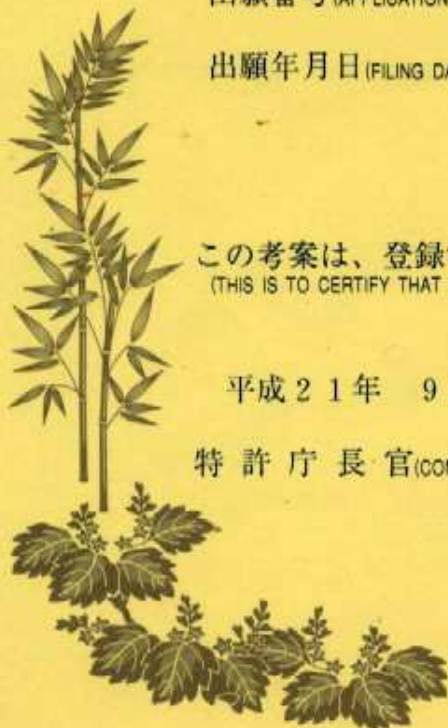 出願番号(APPLICATION
出願年月日(FILING DA
この考案は、登録
(THIS IS TO CERTIFY THAT
平成21年 9
特許庁長官(CO